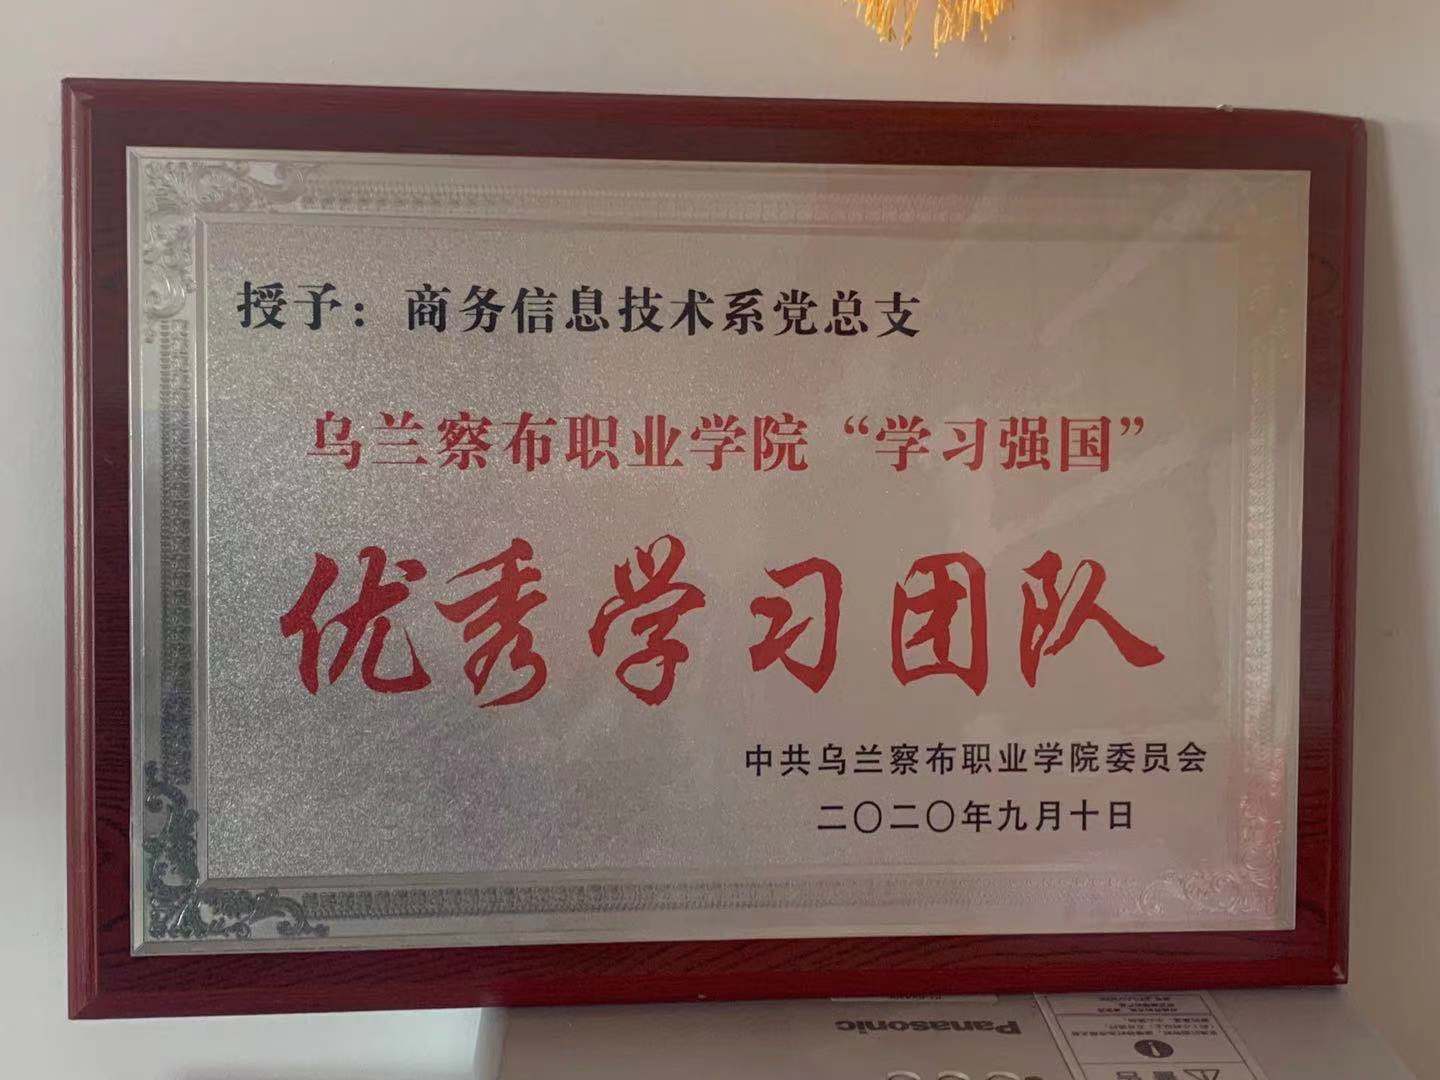 授予：商务信息技术系党总支
乌兰察布职业学院“学习强国”
优秀学习团队
中共乌兰察布职业学院委员会
二〇二〇年九月十日
Panasonic
警告